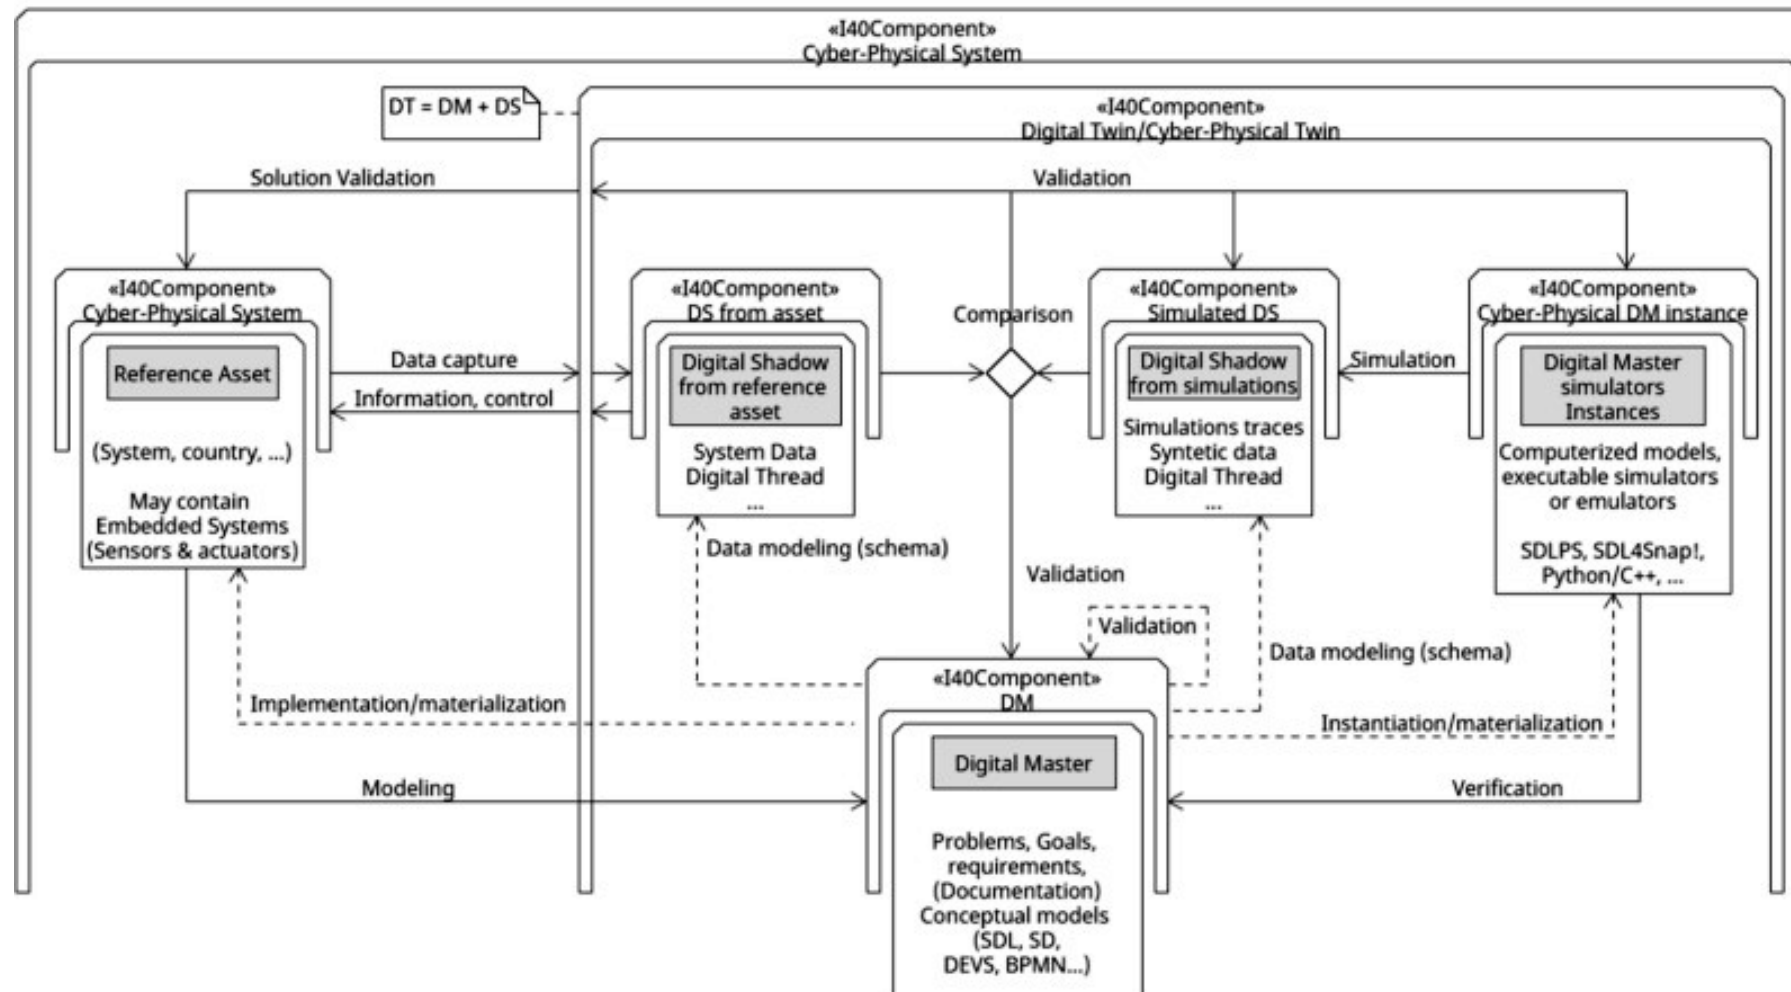 «I40Component»
Cyber-Physical System
DT = DM + DS
«I40Component»
Digital Twin/Cyber-Physical Twin
Solution Validation
Validation
«I40Component»
Cyber-Physical System
Reference Asset
(System, country, ...)
May contain
Embedded Systems
(Sensors & actuators)
Data capture
Information, control
«I40Component»
DS from asset
Digital Shadow
from reference
asset
System Data
Digital Thread
...
Comparison
«I40Component»
Simulated DS
Digital Shadow
from simulations
Simulations traces
Syntetic data
Digital Thread
...
Simulation
«I40Component»
Cyber-Physical DM instance
Digital Master
simulators
Instances
Computerized models,
executable simulators
or emulators
SDLPS, SDL4Snap!,
Python/C++, ...
Data modeling (schema)
Validation
Validation
Data modeling (schema)
Implementation/materialization
Instantiation/materialization
Modeling
Verification
«I40Component»
DM
Digital Master
Problems, Goals,
requirements,
(Documentation)
Conceptual models
(SDL, SD,
DEVS, BPMN...)